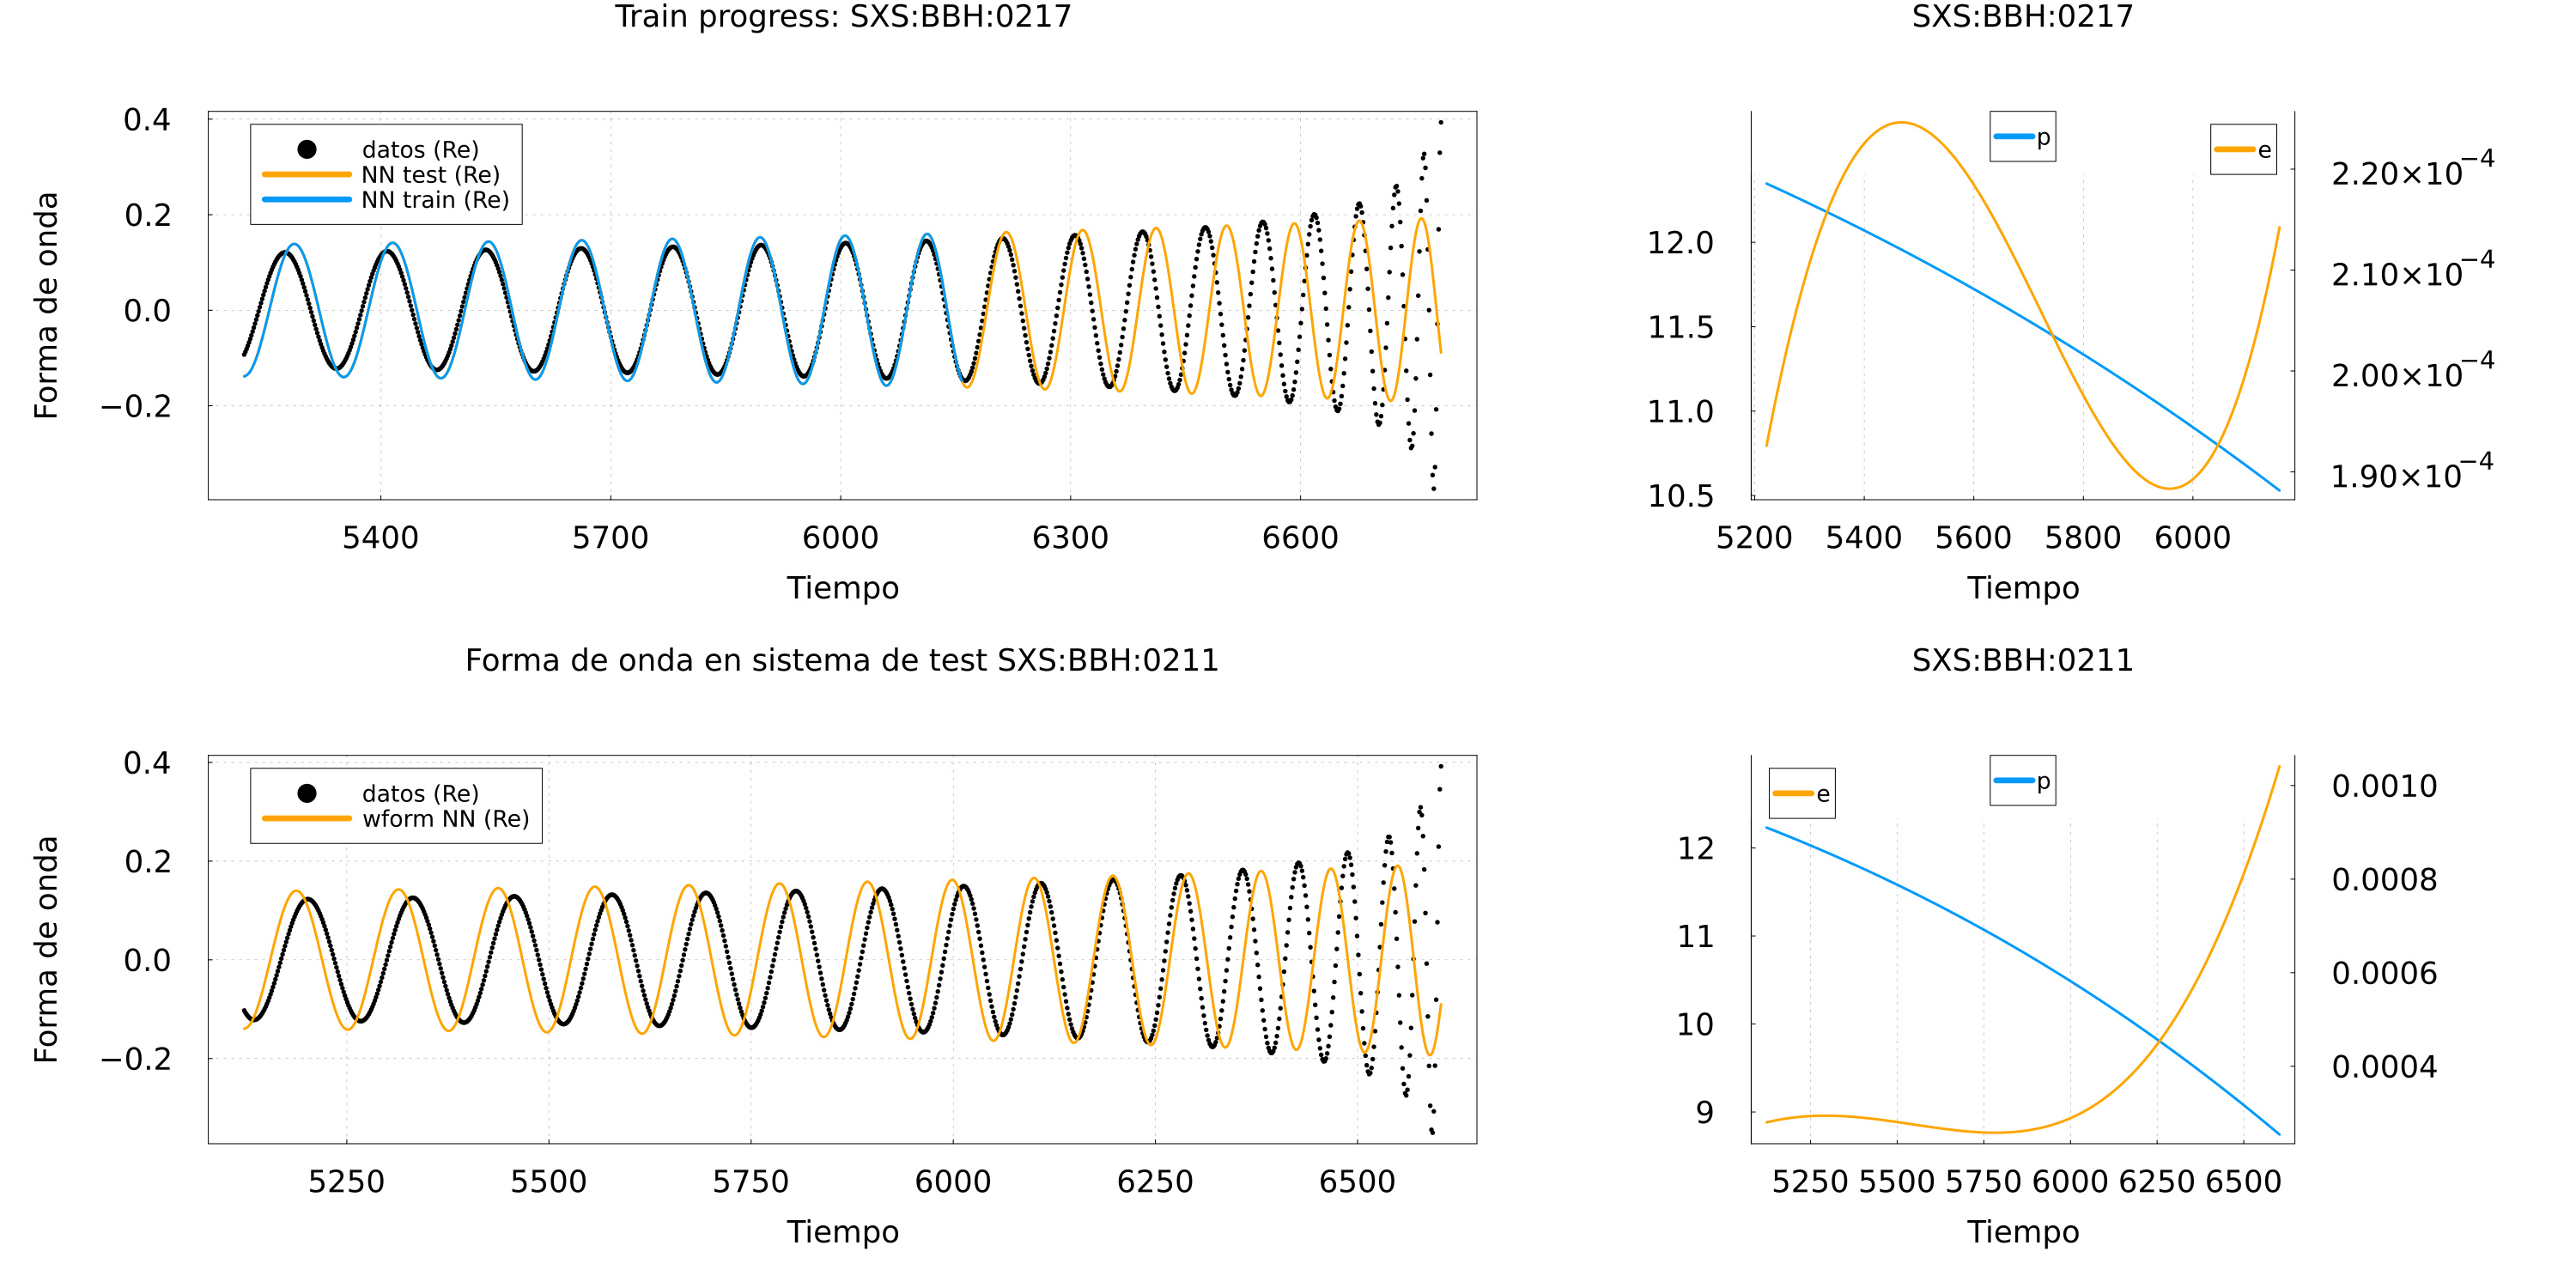 Train progress: SXS:BBH:0217
SXS:BBH:0217
Forma de onda
0.4
0.2
0.0
−0.2
datos (Re)
NN test (Re)
NN train (Re)
5400 5700 6000 6300 6600
Tiempo
12.0
11.5
11.0
10.5
p
e
2.20×10⁻⁴
2.10×10⁻⁴
2.00×10⁻⁴
1.90×10⁻⁴
5200 5400 5600 5800 6000
Tiempo
Forma de onda en sistema de test SXS:BBH:0211
SXS:BBH:0211
Forma de onda
0.4
0.2
0.0
−0.2
datos (Re)
wform NN (Re)
5250 5500 5750 6000 6250 6500
Tiempo
12
11
10
9
e
p
0.0010
0.0008
0.0006
0.0004
5250 5500 5750 6000 6250 6500
Tiempo